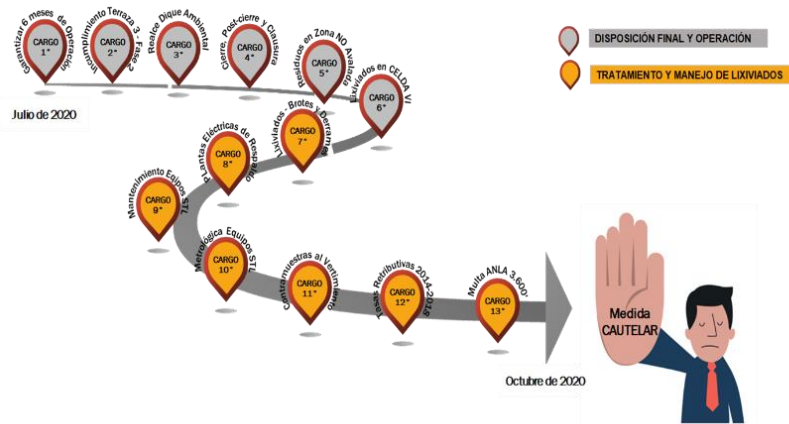 Garantizar 6 meses de Operación
CARGO
1°
Incumplimiento Terraza 3 - Fase 2
CARGO
2°
Realce Dique Ambiental
CARGO
3°
Cierre, Post-cierre y Clausura
CARGO
4°
Residuos en Zona NO Avalada
CARGO
5°
Lixiviados en CELDA VI
CARGO
6°
DISPOSICIÓN FINAL Y OPERACIÓN
TRATAMIENTO Y MANEJO DE LIXIVIADOS
Julio de 2020
Lixiviados - Brotes y Derrames
CARGO
7°
Plantas Eléctricas de Respaldo
CARGO
8°
Mantenimiento Eqipos STL
CARGO
9°
Metrológica Equipos STL
CARGO
10°
Contramuestras al Vertimiento
CARGO
11°
Tasas Retributivas 2014-2018
CARGO
12°
Multa ANLA 3.600'
CARGO
13°
Medida
CAUTELAR
Octubre de 2020